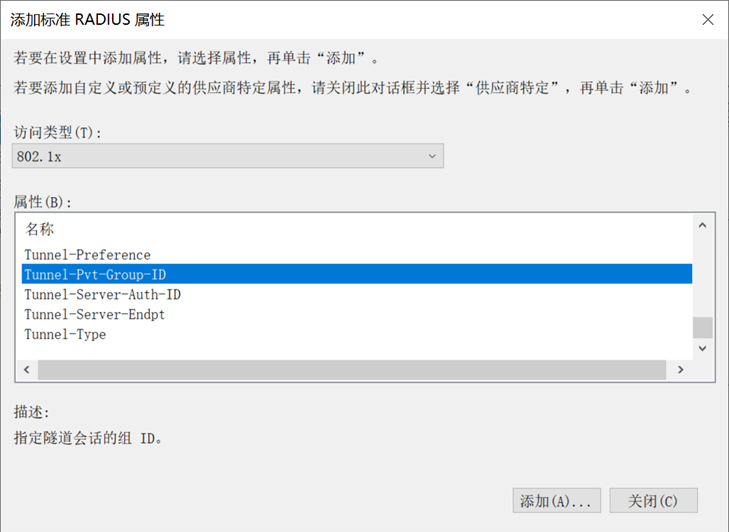 添加标准 RADIUS 属性
若要在设置中添加属性，请选择属性，再单击“添加”。
若要添加自定义或预定义的供应商特定属性，请关闭此对话框并选择“供应商特定”，再单击“添加”。
访问类型(T):
802.1x
属性(B):
名称
Tunnel-Preference
Tunnel-Pvt-Group-ID
Tunnel-Server-Auth-ID
Tunnel-Server-Endpt
Tunnel-Type
描述:
指定隧道会话的组 ID。
添加(A)... 关闭(C)